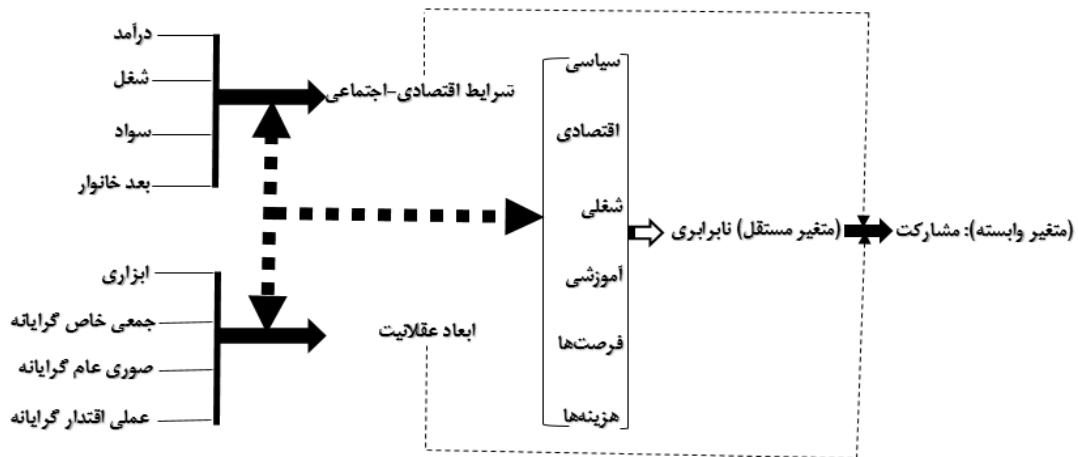 درآمد
شغل
سواد
بعد خانوار
شرایط اقتصادی-اجتماعی
ابزاری
جمعی خاص گرایانه
صوری عام گرایانه
عملی اقتدار گرایانه
ابعاد عقلانیت
سیاسی
اقتصادی
شغلی
آموزشی
فرصت‌ها
هزینه‌ها
(متغیر مستقل) نابرابری
(متغیر وابسته): مشارکت